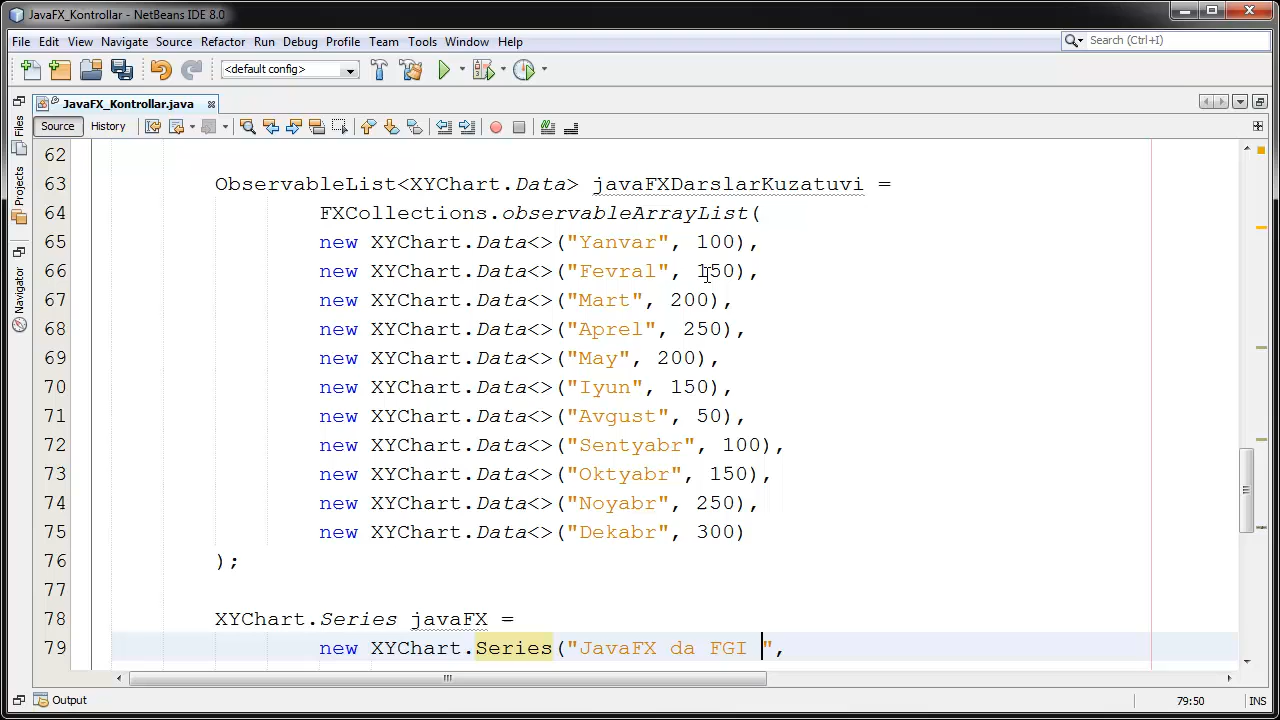 JavaFX_Kontrollar - NetBeans IDE 8.0
File Edit View Navigate Source Refactor Run Debug Profile Team Tools Window Help
Search (Ctrl+I)
<default config>
JavaFX_Kontrollar.java
Source History
Files
Projects
Navigator
62
63 ObservableList<XYChart.Data> javaFXDarslarKuzatuvi =
64 FXCollections.observableArrayList(
65 new XYChart.Data<>("Yanvar", 100),
66 new XYChart.Data<>("Fevral", 150),
67 new XYChart.Data<>("Mart", 200),
68 new XYChart.Data<>("Aprel", 250),
69 new XYChart.Data<>("May", 200),
70 new XYChart.Data<>("Iyun", 150),
71 new XYChart.Data<>("Avgust", 50),
72 new XYChart.Data<>("Sentyabr", 100),
73 new XYChart.Data<>("Oktyabr", 150),
74 new XYChart.Data<>("Noyabr", 250),
75 new XYChart.Data<>("Dekabr", 300)
76 );
77
78 XYChart.Series javaFX =
79 new XYChart.Series("JavaFX da FGI ",
Output
79:50
INS